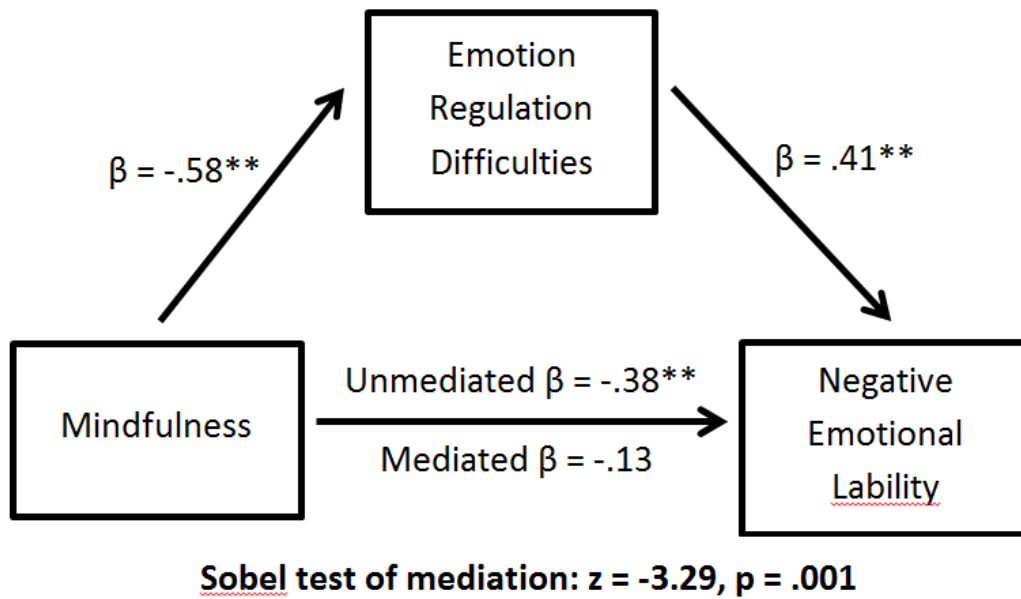 Emotion
Regulation
Difficulties
β = -.58**
β = .41**
Mindfulness
Unmediated β = -.38**
Mediated β = -.13
Negative
Emotional
Lability
Sobel test of mediation: z = -3.29, p = .001